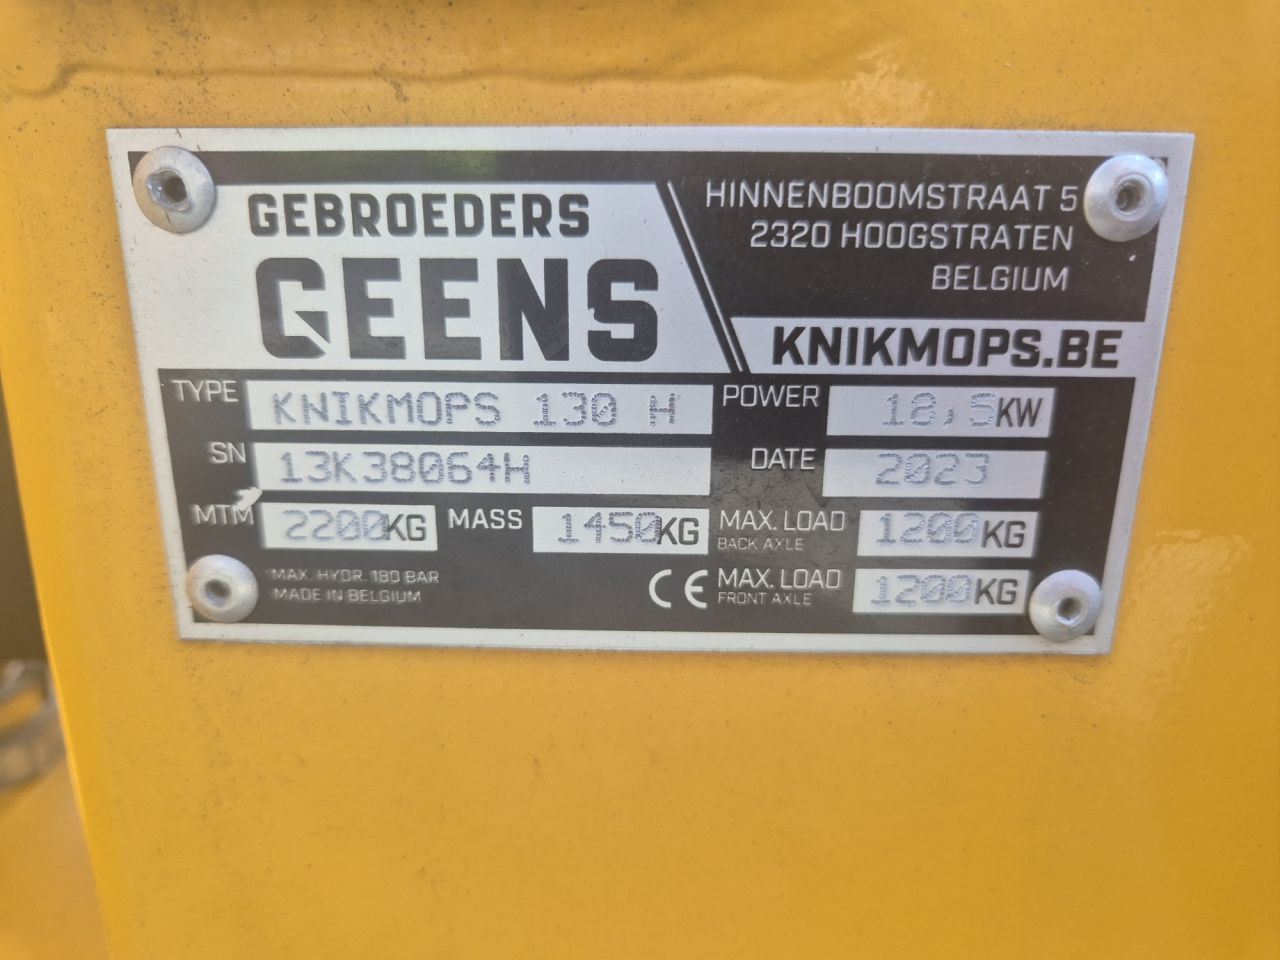 GEBROEDERS
GEENS
HINNENBOOMSTRAAT 5
2320 HOOGSTRATEN
BELGIUM
KNIKMOPS.BE
TYPE KNIKMOPS 130 H
POWER 18,5KW
SN 13K38064H
DATE 2023
MTM 2200KG MASS 1450KG
MAX. LOAD 1200KG
BACK AXLE
MAX. HYDR. 180 BAR
MADE IN BELGIUM
CE
MAX. LOAD 1200KG
FRONT AXLE